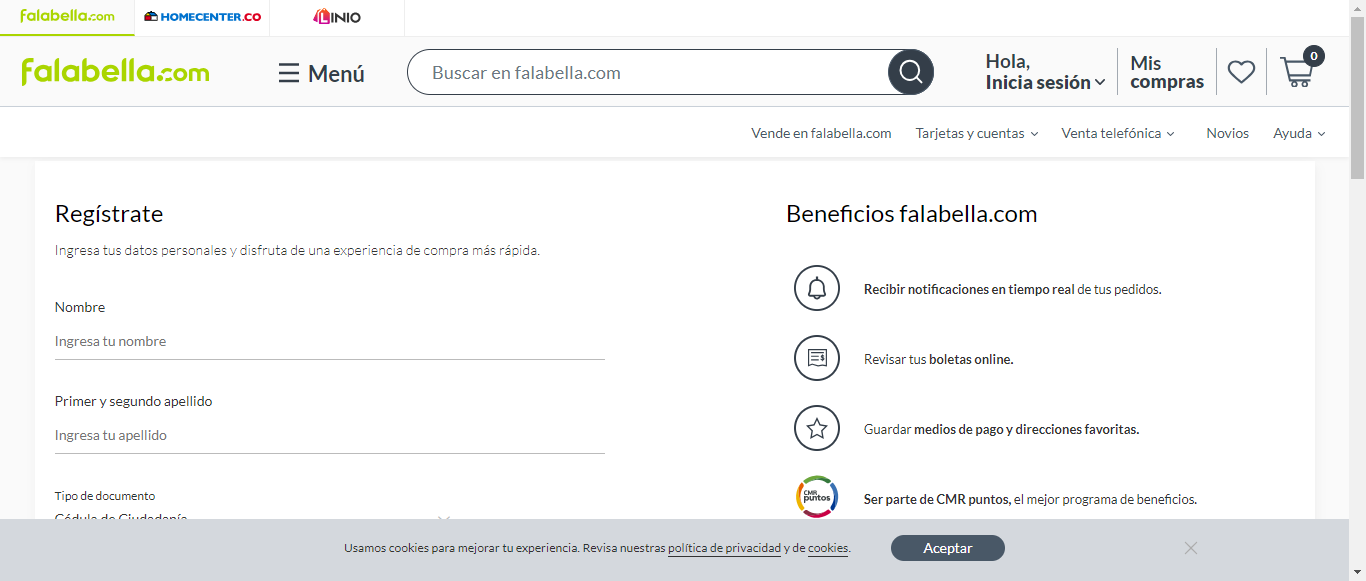 falabella.com
HOMECENTER.CO
LINIO
falabella.com
Menú
Buscar en falabella.com
Hola,
Inicia sesión
Mis
compras
0
Vende en falabella.com
Tarjetas y cuentas
Venta telefónica
Novios
Ayuda
Regístrate
Ingresa tus datos personales y disfruta de una experiencia de compra más rápida.
Nombre
Ingresa tu nombre
Primer y segundo apellido
Ingresa tu apellido
Tipo de documento
Cédula de Ciudadanía
Beneficios falabella.com
Recibir notificaciones en tiempo real de tus pedidos.
Revisar tus boletas online.
Guardar medios de pago y direcciones favoritas.
CMR
puntos
Ser parte de CMR puntos, el mejor programa de beneficios.
Usamos cookies para mejorar tu experiencia. Revisa nuestras política de privacidad y de cookies.
Aceptar